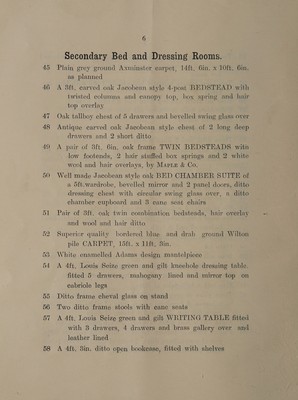 6
Secondary Bed and Dressing Rooms.
45 Plain grey ground Axminster carpet, 14ft. 6in. x 10ft. 6in.
as planned
46 A 5ft. carved oak Jacobean style 4-post BEDSTEAD with
twisted columns and canopy top, box spring and hair
top overlay
47 Oak tallboy chest of 5 drawers and bevelled swing glass over
48 Antique carved oak Jacobean style chest of 2 long deep
drawers and 2 short ditto
49 A pair of 3ft. 6in. oak frame TWIN BEDSTEADS with
low footends, 2 hair stuffed box springs and 2 white
wool and hair overlays, by MAPLE & Co.
50 Well made Jacobean style oak BED CHAMBER SUITE of
a 5ft. wardrobe, bevelled mirror and 2 panel doors, ditto
dressing chest with circular swing glass over, a ditto
chamber cupboard and 3 cane seat chairs
51 Pair of 3ft. oak twin combination bedsteads, hair overlay
and wool and hair ditto
52 Superior quality bordered blue and drab ground Wilton
pile CARPET, 15ft. x 11ft. 3in.
53 White enamelled Adams design mantelpiece
54 A 4ft. Louis Seize green and gilt kneehole dressing table
fitted 5 drawers, mahogany lined and mirror top on
cabriole legs
55 Ditto frame cheval glass on stand
56 Two ditto frame stools with cane seats
57 A 4ft. Louis Seize green and gilt WRITING TABLE fitted
with 3 drawers, 4 drawers and brass gallery over and
leather lined
58 A 4ft. 5in. ditto open bookcase, fitted with shelves